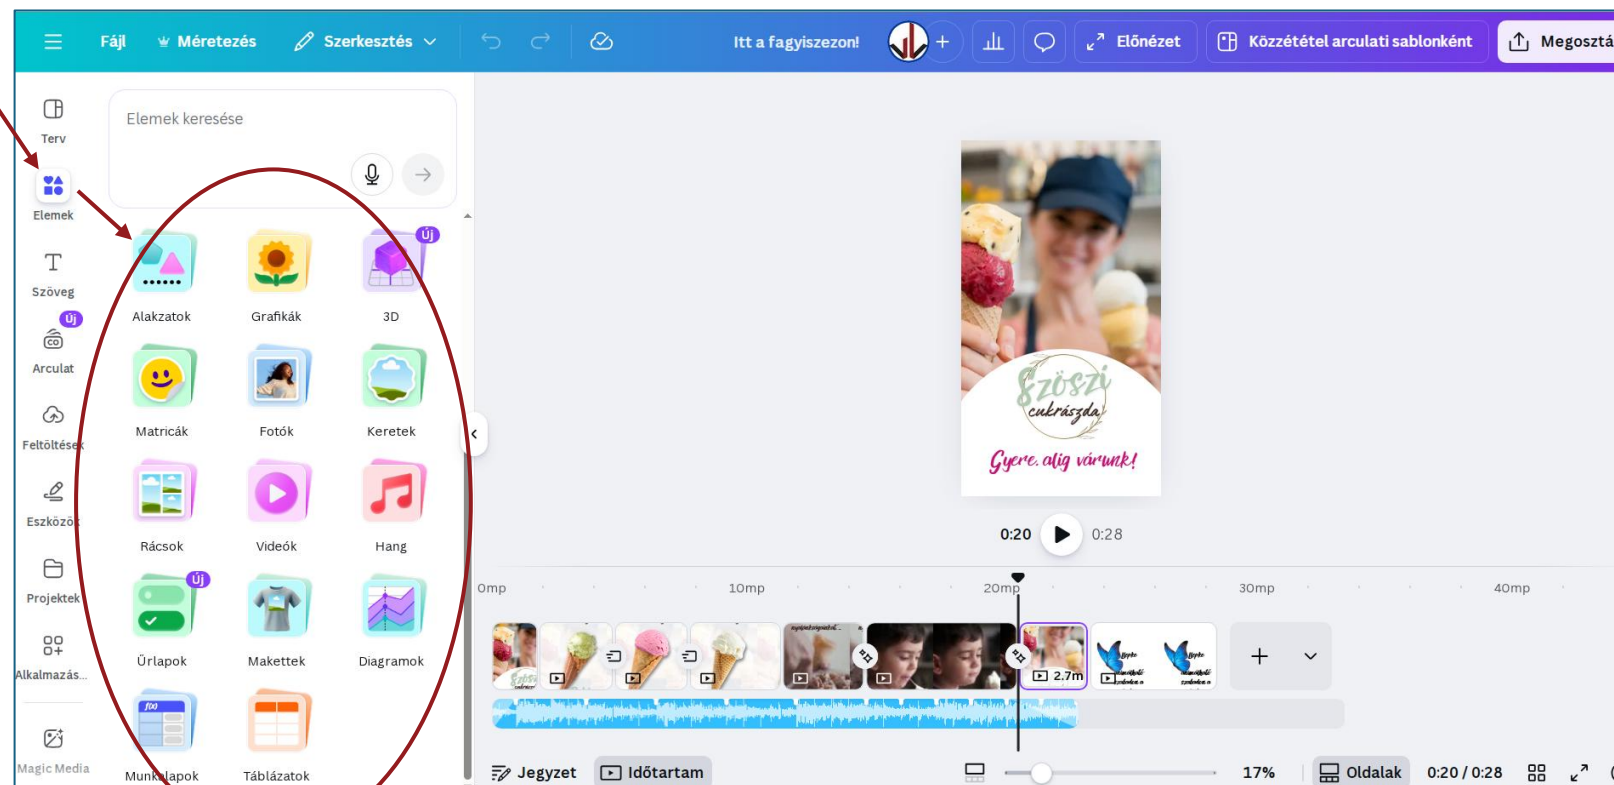 Fájl Méretezés Szerkesztés Itt a fagyiszezon! + Előnézet Közzététel arculati sablonként Megosztá
Terv
Elemek
Szöveg
Új
Arculat
Feltöltések
Eszközök
Projektek
Alkalmazás...
Magic Media
Elemek keresése
Új
Alakzatok Grafikák 3D
Matricák Fotók Keretek
Rácsok Videók Hang
Új
Űrlapok Makettek Diagramok
f(x)
Munkalapok Táblázatok
Szöszi
cukrászda
Gyere, alig várunk!
0:20 0:28
0mp 10mp 20mp 30mp 40mp
2.7m
Jegyzet Időtartam 17% Oldalak 0:20 / 0:28